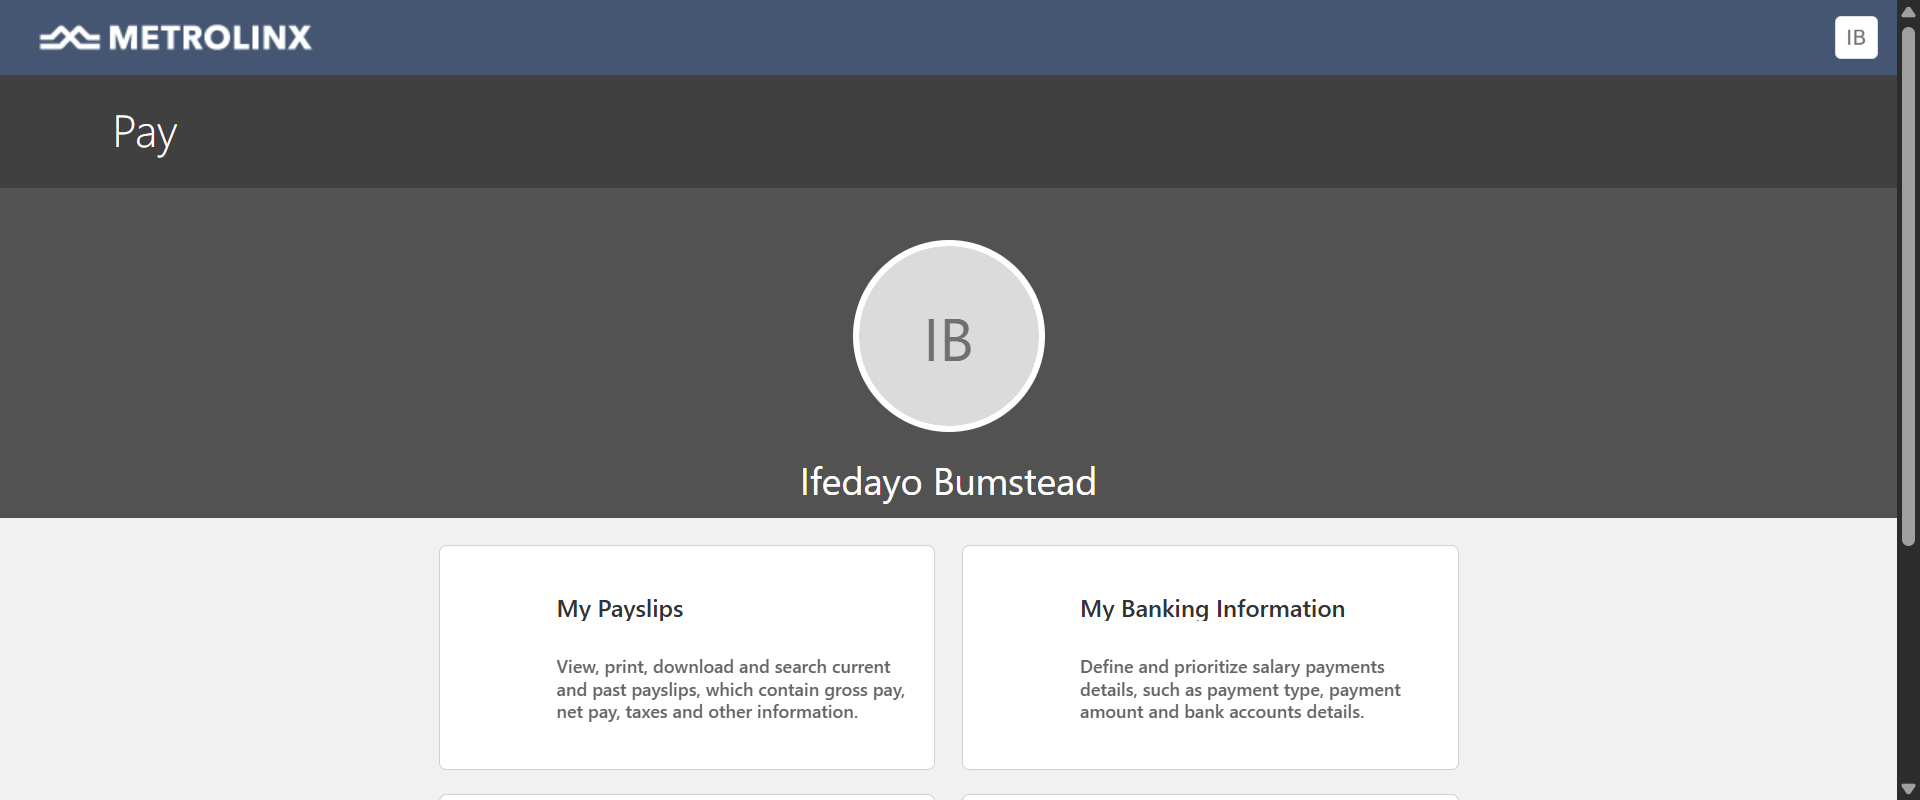 METROLINX
IB
Pay
IB
Ifedayo Bumstead
My Payslips
View, print, download and search current
and past payslips, which contain gross pay,
net pay, taxes and other information.
My Banking Information
Define and prioritize salary payments
details, such as payment type, payment
amount and bank accounts details.